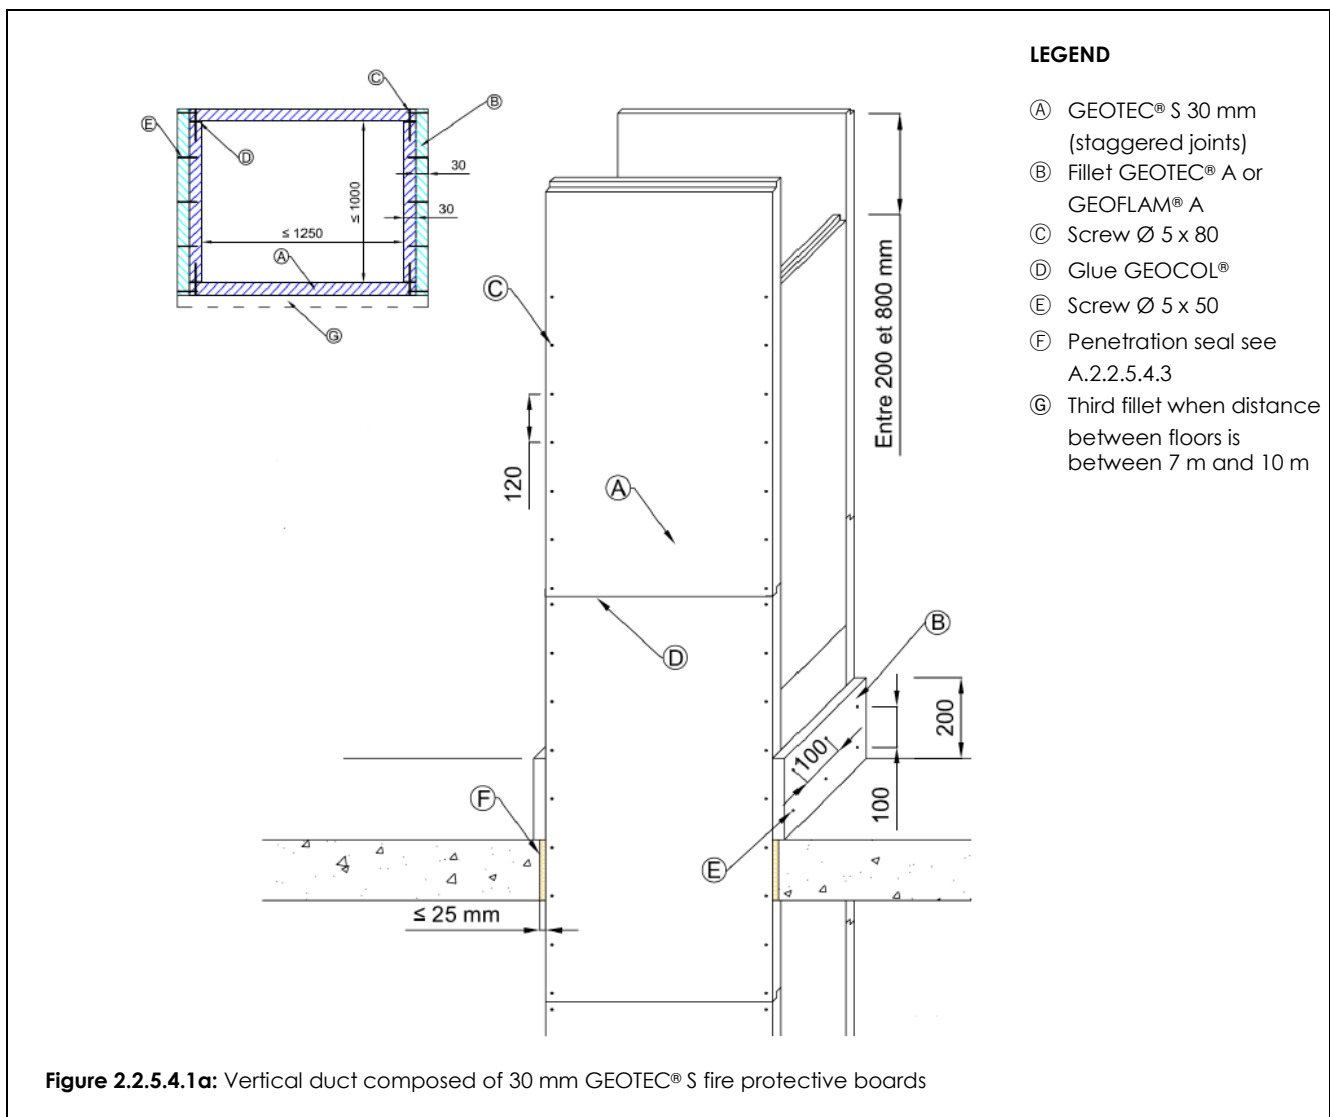 LEGEND
Ⓐ GEOTEC® S 30 mm
(staggered joints)
Ⓑ Fillet GEOTEC® A or
GEOFLAM® A
Ⓒ Screw Ø 5 x 80
Ⓓ Glue GEOCOL®
Ⓔ Screw Ø 5 x 50
Ⓕ Penetration seal see
A.2.2.5.4.3
Ⓖ Third fillet when distance
between floors is
between 7 m and 10 m
Ⓒ
Ⓑ
Ⓔ
Ⓓ
30
≤ 1000
30
≤ 1250
Ⓐ
Ⓖ
Ⓒ
Entre 200 et 800 mm
120
Ⓐ
Ⓑ
Ⓓ
200
100
100
Ⓕ
Ⓔ
≤ 25 mm
Figure 2.2.5.4.1a: Vertical duct composed of 30 mm GEOTEC® S fire protective boards